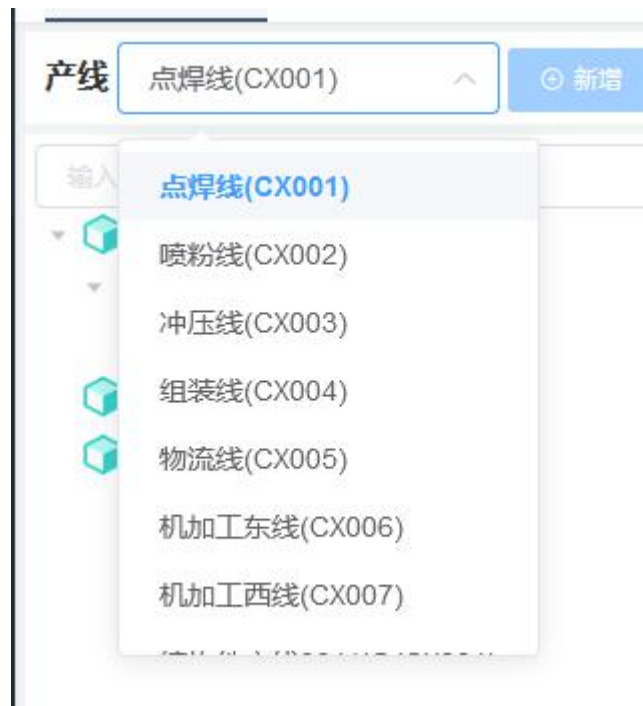 产线
点焊线(CX001)
新增
输入
点焊线(CX001)
喷粉线(CX002)
冲压线(CX003)
组装线(CX004)
物流线(CX005)
机加工东线(CX006)
机加工西线(CX007)